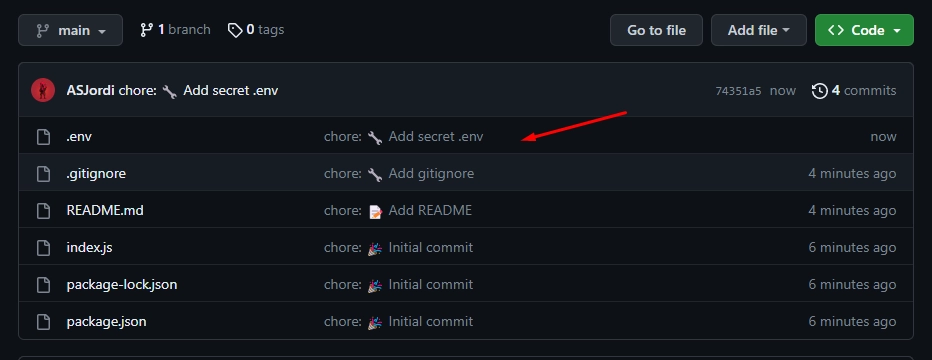 main 1 branch 0 tags Go to file Add file Code
ASJordi chore: 🔧 Add secret .env 74351a5 now 4 commits
.env chore: 🔧 Add secret .env now
.gitignore chore: 🔧 Add gitignore 4 minutes ago
README.md chore: 📝 Add README 4 minutes ago
index.js chore: 🎉 Initial commit 6 minutes ago
package-lock.json chore: 🎉 Initial commit 6 minutes ago
package.json chore: 🎉 Initial commit 6 minutes ago